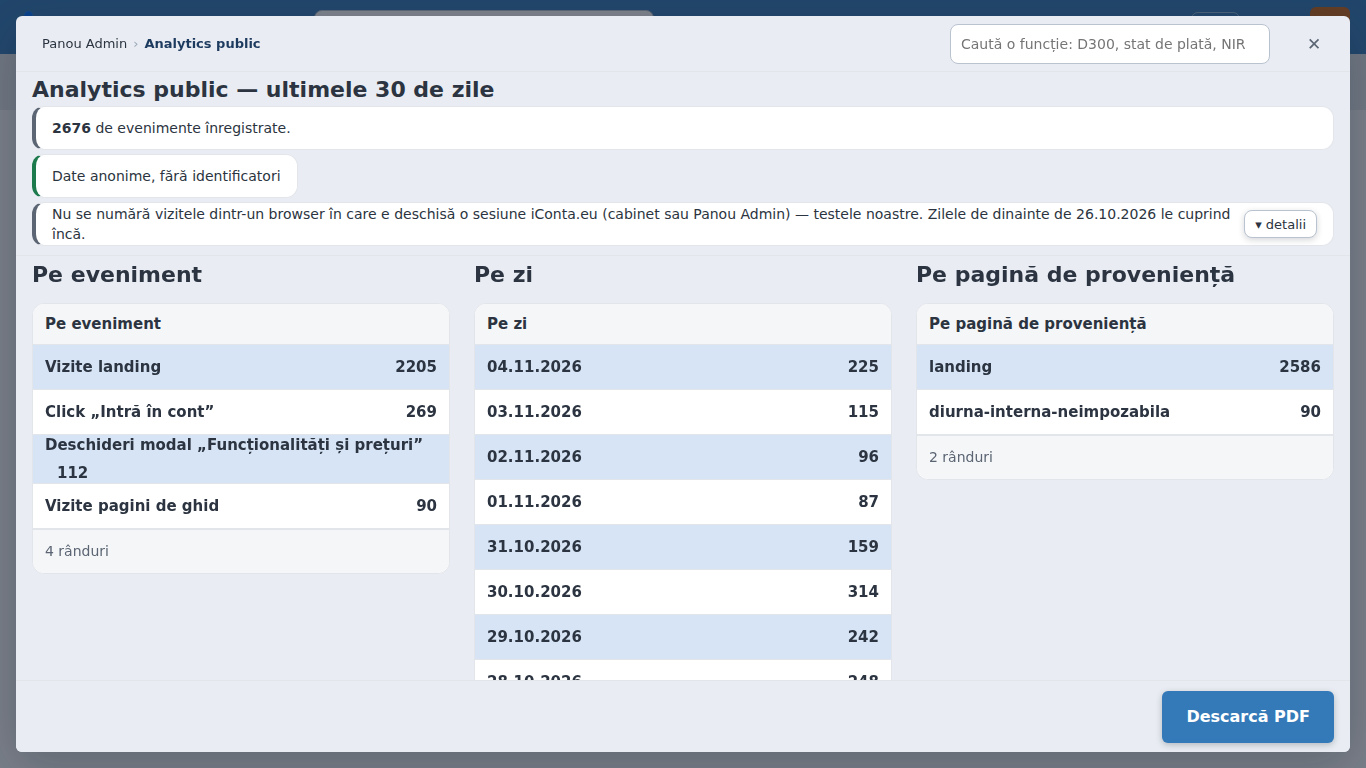 Panou Admin › Analytics public
Caută o funcție: D300, stat de plată, NIR
✕
Analytics public — ultimele 30 de zile
2676 de evenimente înregistrate.
Date anonime, fără identificatori
Nu se numără vizitele dintr-un browser în care e deschisă o sesiune iConta.eu (cabinet sau Panou Admin) — testele noastre. Zilele de dinainte de 26.10.2026 le cuprind
încă.
▾ detalii
Pe eveniment
Pe eveniment
Vizite landing 2205
Click „Intră în cont” 269
Deschideri modal „Funcționalități și prețuri”
112
Vizite pagini de ghid 90
4 rânduri
Pe zi
Pe zi
04.11.2026 225
03.11.2026 115
02.11.2026 96
01.11.2026 87
31.10.2026 159
30.10.2026 314
29.10.2026 242
28.10.2026 248
Pe pagină de proveniență
Pe pagină de proveniență
landing 2586
diurna-interna-neimpozabila 90
2 rânduri
Descarcă PDF